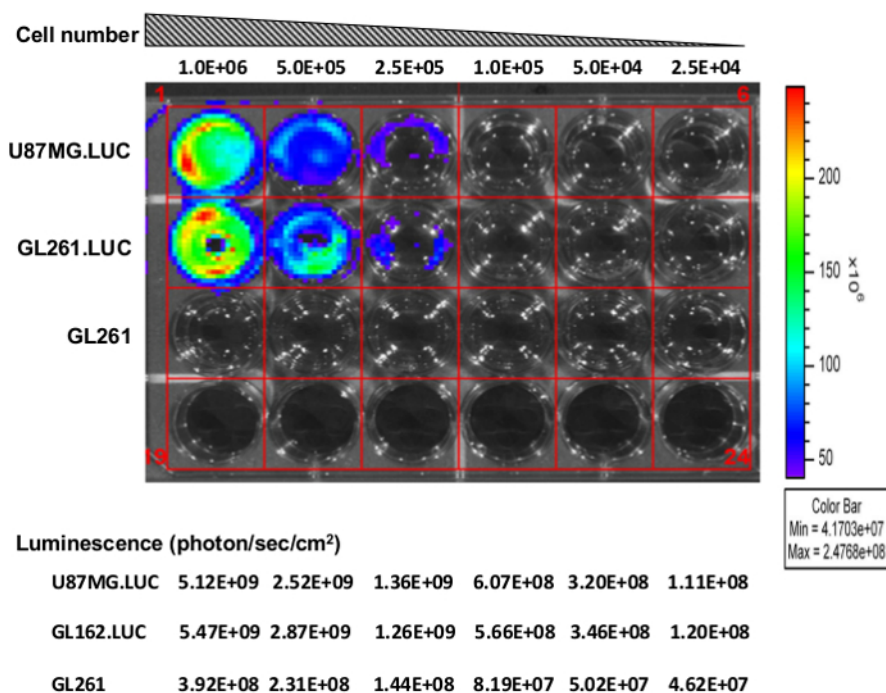 Cell number
1.0E+06 5.0E+05 2.5E+05 1.0E+05 5.0E+04 2.5E+04
1 6
U87MG.LUC
GL261.LUC
GL261
19 24
200
150
100
50
×10⁶
Color Bar
Min = 4.1703e+07
Max = 2.4768e+08
Luminescence (photon/sec/cm²)
U87MG.LUC 5.12E+09 2.52E+09 1.36E+09 6.07E+08 3.20E+08 1.11E+08
GL162.LUC 5.47E+09 2.87E+09 1.26E+09 5.66E+08 3.46E+08 1.20E+08
GL261 3.92E+08 2.31E+08 1.44E+08 8.19E+07 5.02E+07 4.62E+07